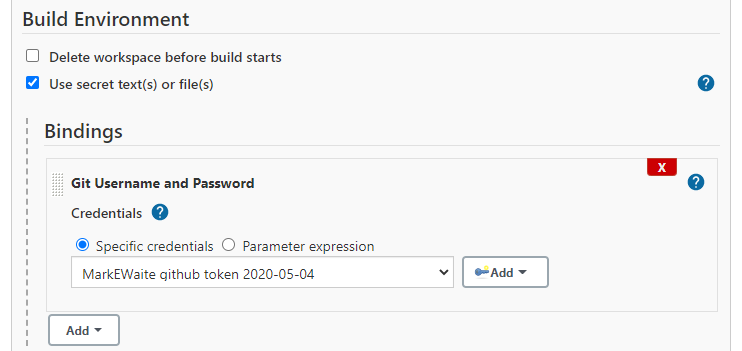 Build Environment
Delete workspace before build starts
Use secret text(s) or file(s)
?
Bindings
X
Git Username and Password
?
Credentials ?
Specific credentials Parameter expression
MarkEWaite github token 2020-05-04 Add
Add